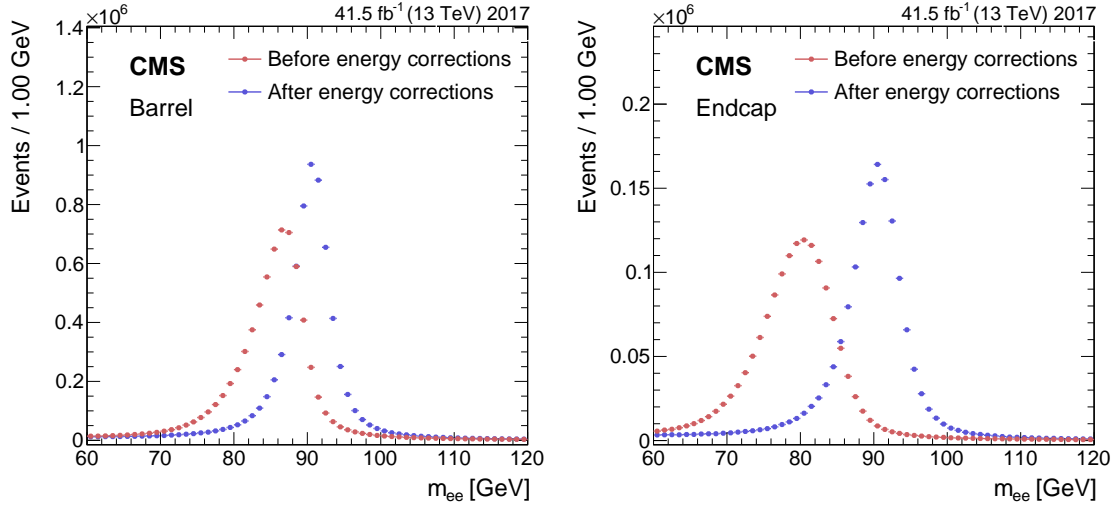 41.5 fb⁻¹ (13 TeV) 2017
×10⁶
Events / 1.00 GeV
1.4
1.2
1
0.8
0.6
0.4
0.2
0
CMS
Barrel
Before energy corrections
After energy corrections
60 70 80 90 100 110 120
m_ee [GeV]
41.5 fb⁻¹ (13 TeV) 2017
×10⁶
Events / 1.00 GeV
0.2
0.15
0.1
0.05
0
CMS
Endcap
Before energy corrections
After energy corrections
60 70 80 90 100 110 120
m_ee [GeV]